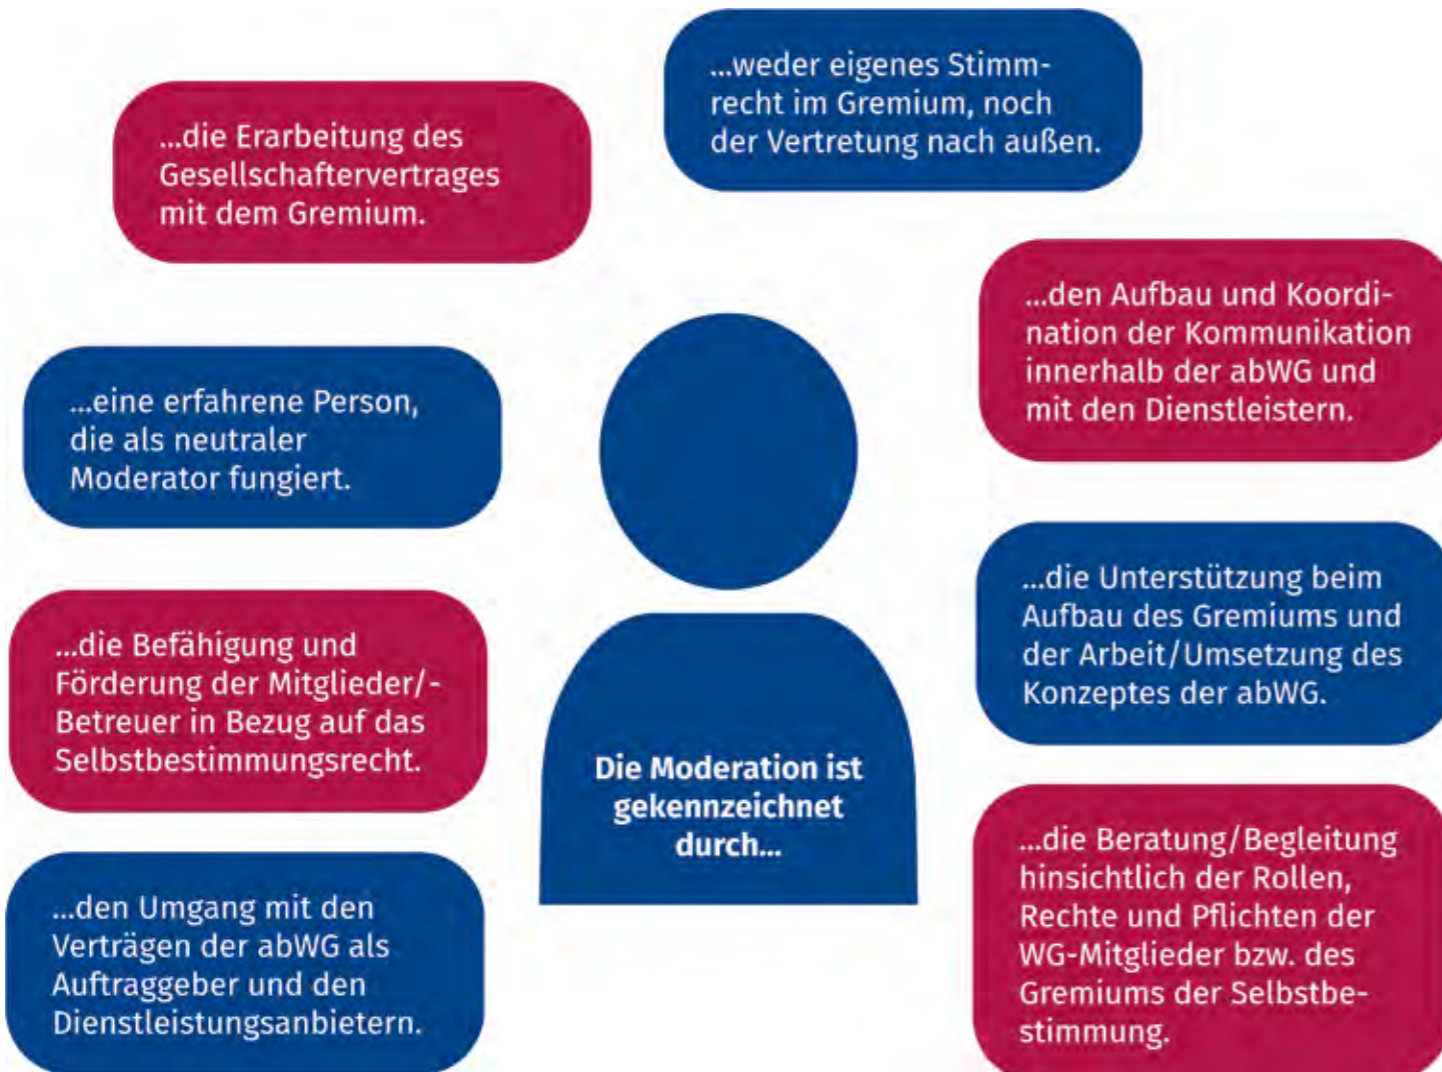 ...weder eigenes Stimm-
recht im Gremium, noch
der Vertretung nach außen.
...die Erarbeitung des
Gesellschaftervertrages
mit dem Gremium.
...den Aufbau und Koordi-
nation der Kommunikation
innerhalb der abWG und
mit den Dienstleistern.
...eine erfahrene Person,
die als neutraler
Moderator fungiert.
...die Unterstützung beim
Aufbau des Gremiums und
der Arbeit/Umsetzung des
Konzeptes der abWG.
...die Befähigung und
Förderung der Mitglieder/-
Betreuer in Bezug auf das
Selbstbestimmungsrecht.
Die Moderation ist
gekennzeichnet
durch...
...die Beratung/Begleitung
hinsichtlich der Rollen,
Rechte und Pflichten der
WG-Mitglieder bzw. des
Gremiums der Selbstbe-
stimmung.
...den Umgang mit den
Verträgen der abWG als
Auftraggeber und den
Dienstleistungsanbietern.